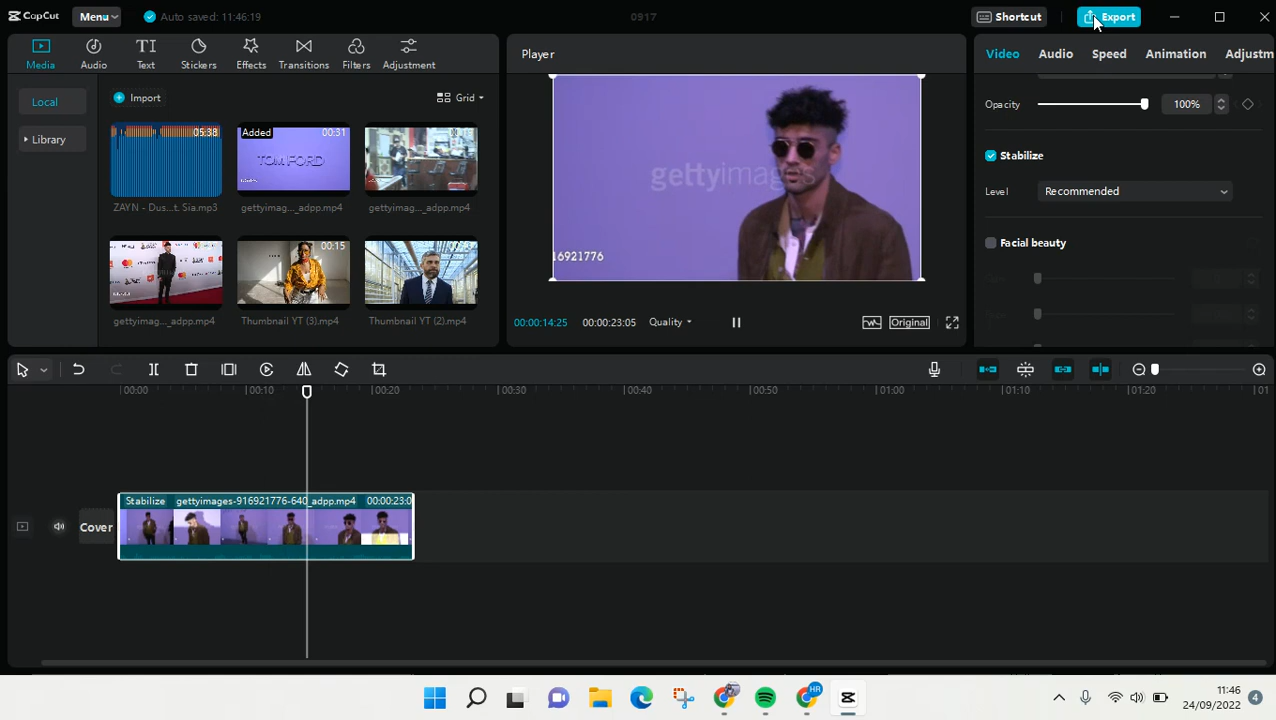 CapCut Menu Auto saved: 11:46:19 0917 Shortcut Export
Media Audio Text Stickers Effects Transitions Filters Adjustment
Local
Library
Import Grid
05:38 Added 00:31
TOM FORD
ZAYN - Dus...t. Sia.mp3 gettyimag..._adpp.mp4 gettyimag..._adpp.mp4
00:15
gettyimag..._adpp.mp4 Thumbnail YT (3).mp4 Thumbnail YT (2).mp4
Player
gettyimages
16921776
00:00:14:25 00:00:23:05 Quality Original
Video Audio Speed Animation Adjustm
Opacity 100%
Stabilize
Level Recommended
Facial beauty
00:00 00:10 00:20 00:30 00:40 00:50 01:00 01:10 01:20 01
Stabilize gettyimages-916921776-640_adpp.mp4 00:00:23:0
Cover
HR
11:46
24/09/2022
4